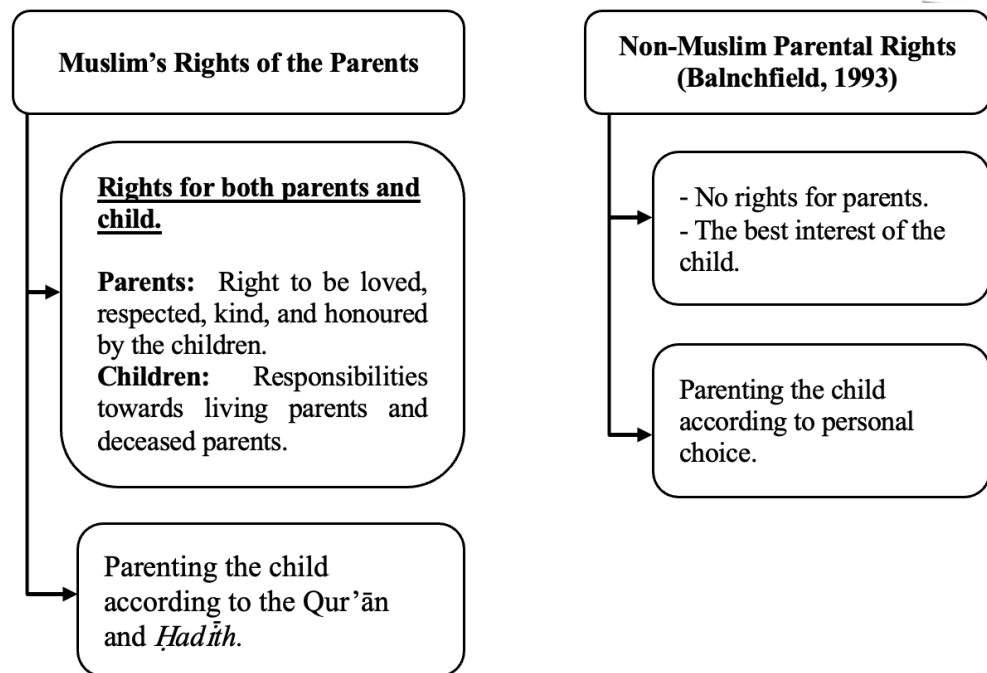 Muslim's Rights of the Parents
Rights for both parents and
child.
Parents: Right to be loved,
respected, kind, and honoured
by the children.
Children: Responsibilities
towards living parents and
deceased parents.
Parenting the child
according to the Qur'ān
and Ḥadīth.
Non-Muslim Parental Rights
(Balnchfield, 1993)
- No rights for parents.
- The best interest of the
child.
Parenting the child
according to personal
choice.